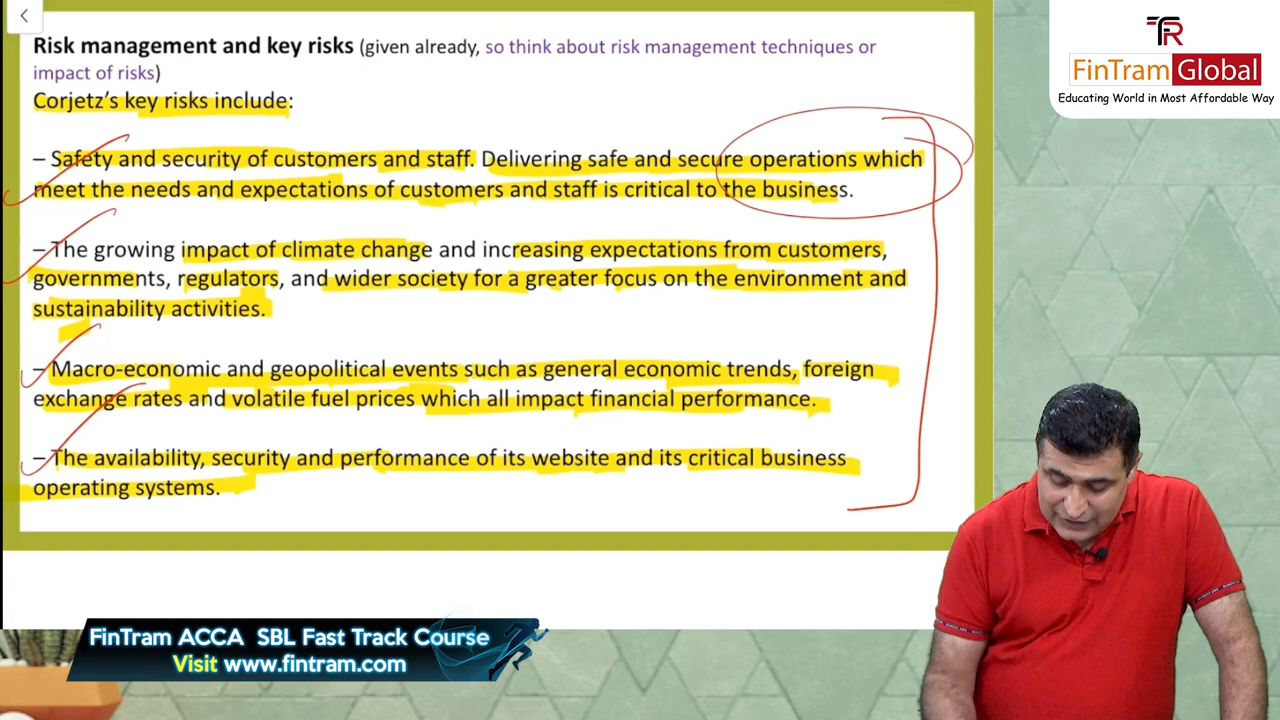 Risk management and key risks (given already, so think about risk management techniques or
impact of risks)
Corjetz's key risks include:
– Safety and security of customers and staff. Delivering safe and secure operations which
meet the needs and expectations of customers and staff is critical to the business.
– The growing impact of climate change and increasing expectations from customers,
governments, regulators, and wider society for a greater focus on the environment and
sustainability activities.
– Macro-economic and geopolitical events such as general economic trends, foreign
exchange rates and volatile fuel prices which all impact financial performance.
– The availability, security and performance of its website and its critical business
operating systems.
FinTram Global
Educating World in Most Affordable Way
FinTram ACCA SBL Fast Track Course
Visit www.fintram.com